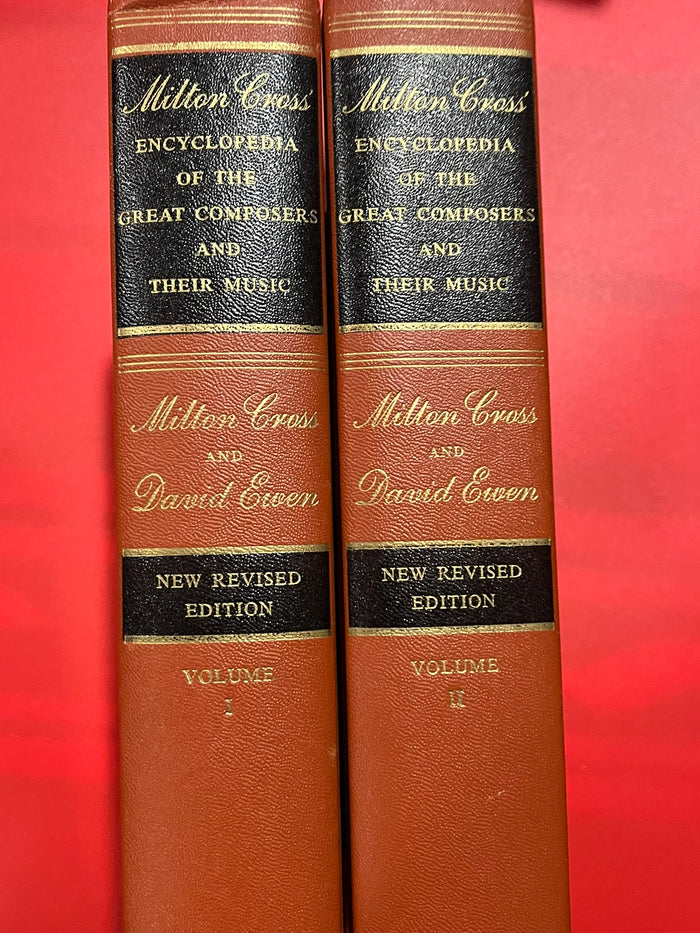 Milton Cross'
ENCYCLOPEDIA
OF THE
GREAT COMPOSERS
AND
THEIR MUSIC
Milton Cross
AND
David Ewen
NEW REVISED
EDITION
VOLUME
I
Milton Cross'
ENCYCLOPEDIA
OF THE
GREAT COMPOSERS
AND
THEIR MUSIC
Milton Cross
AND
David Ewen
NEW REVISED
EDITION
VOLUME
II